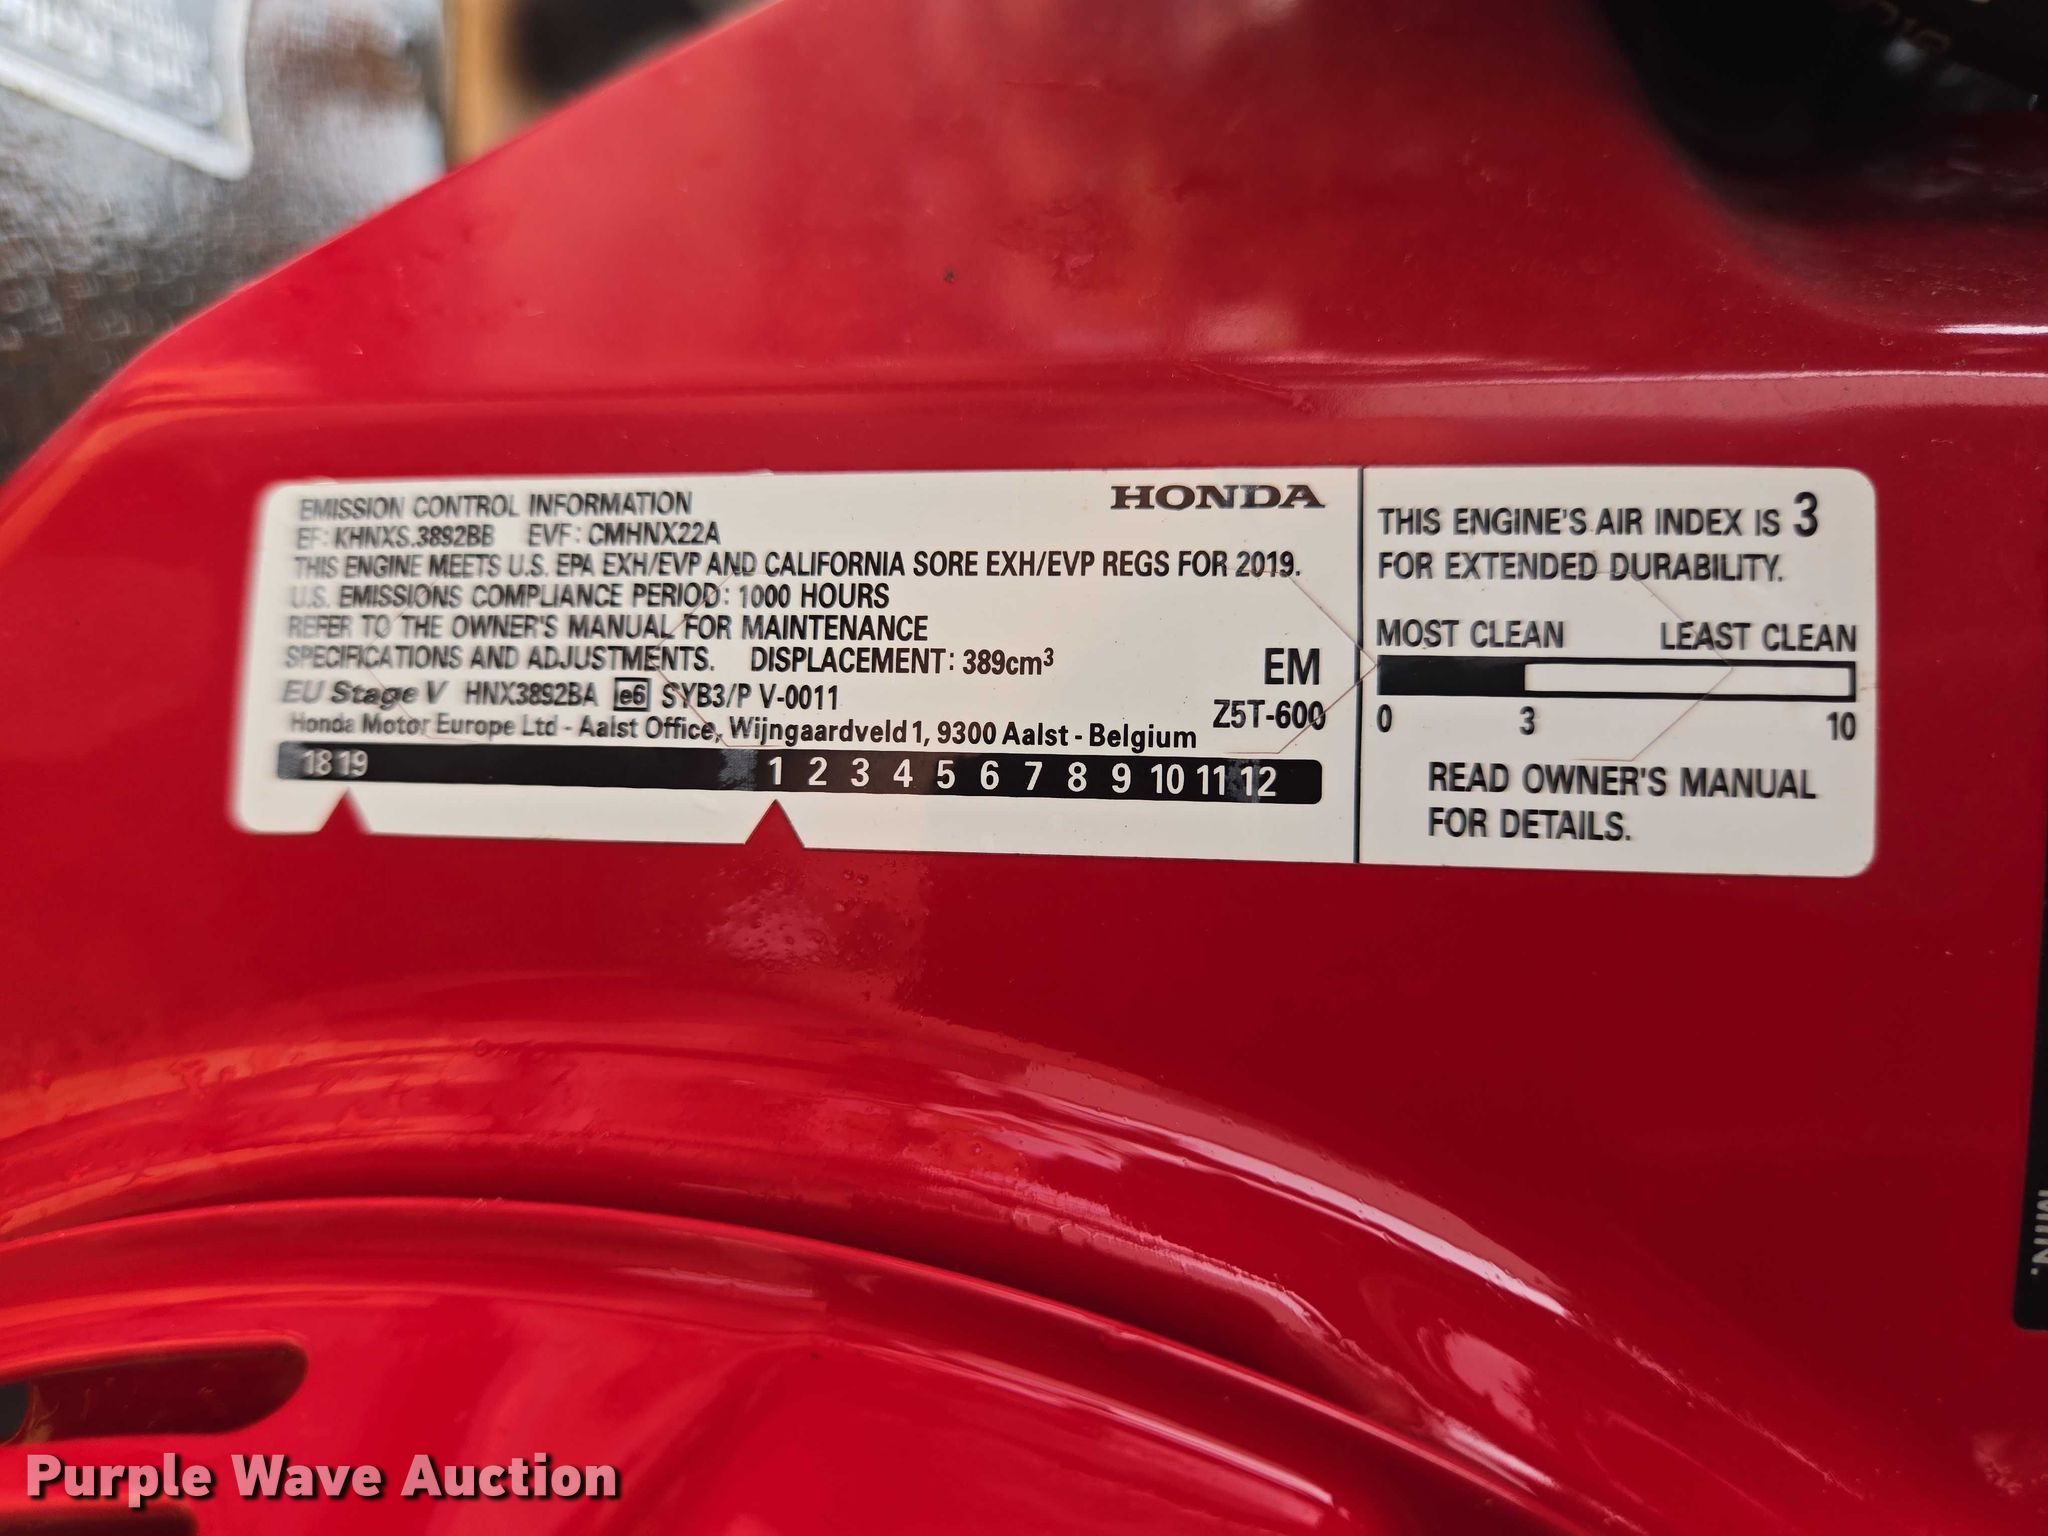 EMISSION CONTROL INFORMATION
HONDA
EF: KHNXS.3892BB EVF: CMHNX22A
THIS ENGINE MEETS U.S. EPA EXH/EVP AND CALIFORNIA SORE EXH/EVP REGS FOR 2019.
U.S. EMISSIONS COMPLIANCE PERIOD: 1000 HOURS
REFER TO THE OWNER'S MANUAL FOR MAINTENANCE
SPECIFICATIONS AND ADJUSTMENTS. DISPLACEMENT: 389cm³
EM
EU Stage V HNX3892BA e6 SYB3/P V-0011
Z5T-600
Honda Motor Europe Ltd - Aalst Office, Wijngaardveld 1, 9300 Aalst - Belgium
18 19 1 2 3 4 5 6 7 8 9 10 11 12
THIS ENGINE'S AIR INDEX IS 3
FOR EXTENDED DURABILITY.
MOST CLEAN LEAST CLEAN
0 3 10
READ OWNER'S MANUAL
FOR DETAILS.
Purple Wave Auction